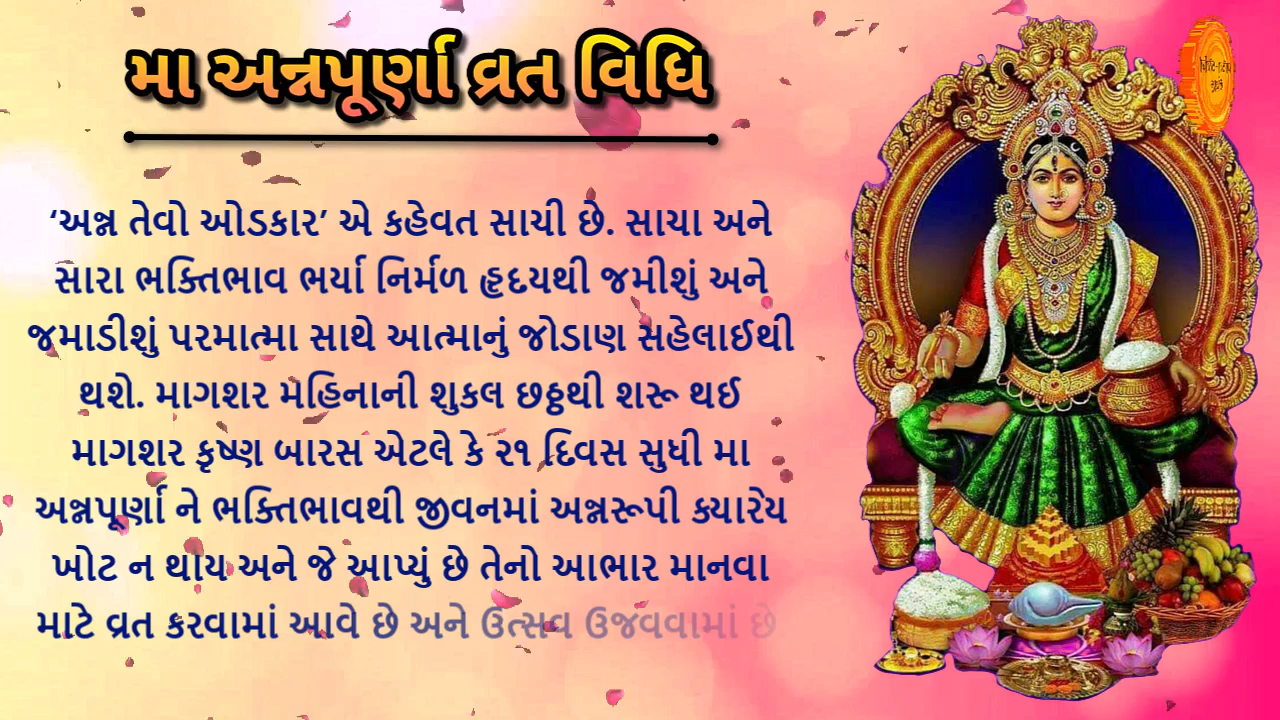 મા અન્નપૂર્ણા વ્રત વિધિ
‘અન્ન તેવો ઓડકાર’ એ કહેવત સાચી છે. સાચા અને
સારા ભક્તિભાવ ભર્યા નિર્મળ હૃદયથી જમીશું અને
જમાડીશું પરમાત્મા સાથે આત્માનું જોડાણ સહેલાઈથી
થશે. માગશર મહિનાની શુકલ છઠ્ઠથી શરૂ થઈ
માગશર કૃષ્ણ બારસ એટલે કે ૨૧ દિવસ સુધી મા
અન્નપૂર્ણા ને ભક્તિભાવથી જીવનમાં અન્નરૂપી ક્યારેય
ખોટ ન થાય અને જે આપ્યું છે તેનો આભાર માનવા
માટે વ્રત કરવામાં આવે છે અને ઉત્સવ ઉજવવામાં છે